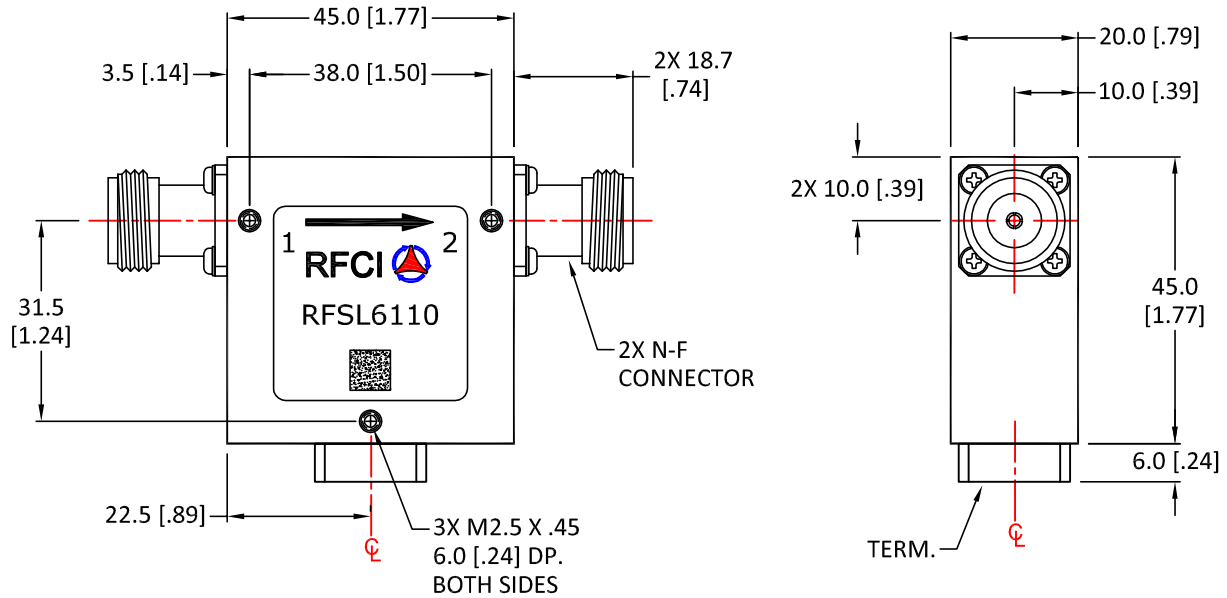 45.0 [1.77]
3.5 [.14]
38.0 [1.50]
2X 18.7
[.74]
20.0 [.79]
10.0 [.39]
2X 10.0 [.39]
1
2
RFCI
RFSL6110
31.5
[1.24]
45.0
[1.77]
2X N-F
CONNECTOR
6.0 [.24]
22.5 [.89]
3X M2.5 X .45
6.0 [.24] DP.
BOTH SIDES
℄
TERM.
℄